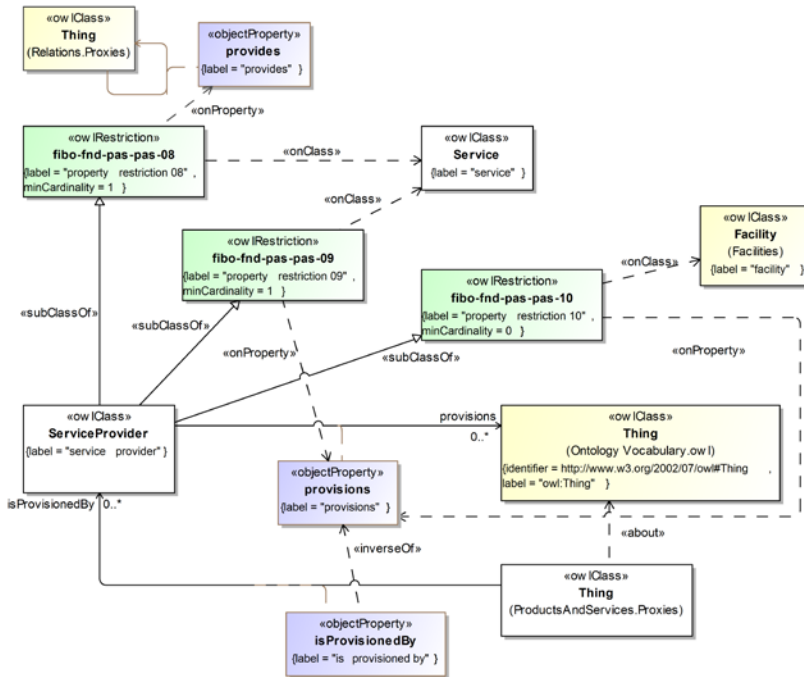 «owlClass»
Thing
(Relations.Proxies)
«objectProperty»
provides
{label = "provides" }
«onProperty»
«owlRestriction»
fibo-fnd-pas-pas-08
{label = "property restriction 08" ,
minCardinality = 1 }
«onClass»
«owlClass»
Service
{label = "service" }
«onClass»
«owlRestriction»
fibo-fnd-pas-pas-09
{label = "property restriction 09" ,
minCardinality = 1 }
«owlClass»
Facility
(Facilities)
{label = "facility" }
«onClass»
«owlRestriction»
fibo-fnd-pas-pas-10
{label = "property restriction 10" ,
minCardinality = 0 }
«subClassOf»
«subClassOf»
«onProperty»
«subClassOf»
«onProperty»
«owlClass»
ServiceProvider
{label = "service provider" }
provisions
0..*
«owlClass»
Thing
(Ontology Vocabulary.owl)
{identifier = http://www.w3.org/2002/07/owl#Thing ,
label = "owl:Thing" }
«objectProperty»
provisions
{label = "provisions" }
isProvisionedBy
0..*
«inverseOf»
«about»
«owlClass»
Thing
(ProductsAndServices.Proxies)
«objectProperty»
isProvisionedBy
{label = "is provisioned by" }